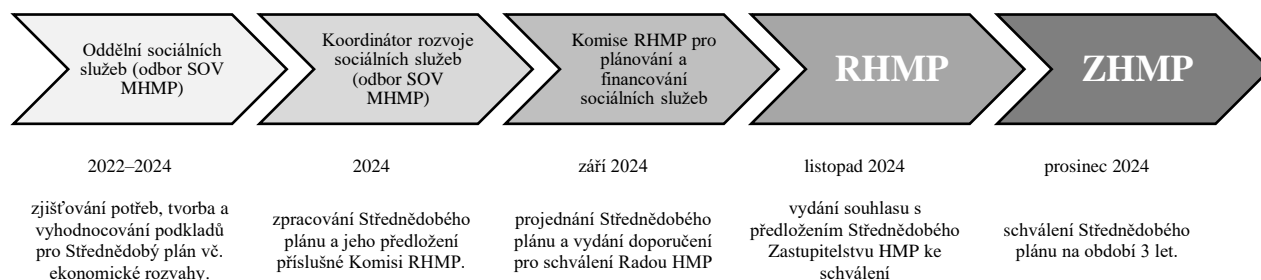 Oddělní sociálních
služeb (odbor SOV
MHMP)
Koordinátor rozvoje
sociálních služeb
(odbor SOV
MHMP)
Komise RHMP pro
plánování a
financování
sociálních služeb
RHMP
ZHMP
2022–2024
zjišťování potřeb, tvorba a
vyhodnocování podkladů
pro Střednědobý plán vč.
ekonomické rozvahy.
2024
zpracování Střednědobého
plánu a jeho předložení
příslušné Komisi RHMP.
září 2024
projednání Střednědobého
plánu a vydání doporučení
pro schválení Radou HMP
listopad 2024
vydání souhlasu s
předložením Střednědobého
Zastupitelstvu HMP ke
schválení
prosinec 2024
schválení Střednědobého
plánu na období 3 let.